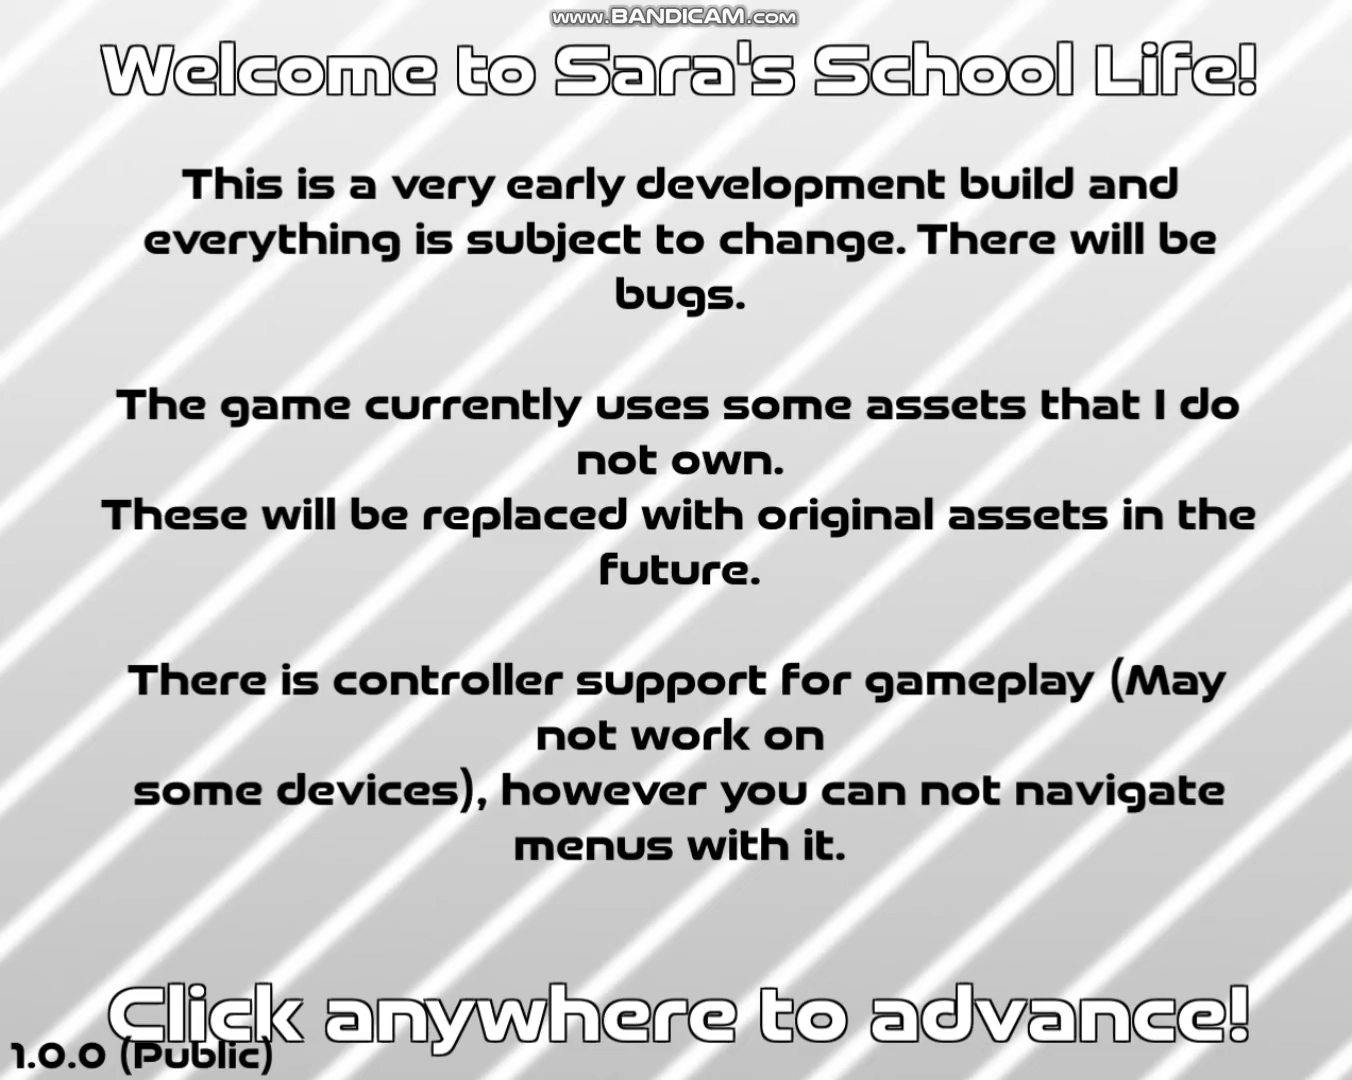 www.BANDICAM.com
Welcome to Sara's School Life!
This is a very early development build and
everything is subject to change. There will be
bugs.
The game currently uses some assets that I do
not own.
These will be replaced with original assets in the
future.
There is controller support for gameplay (May
not work on
some devices), however you can not navigate
menus with it.
Click anywhere to advance!
1.0.0 (Public)